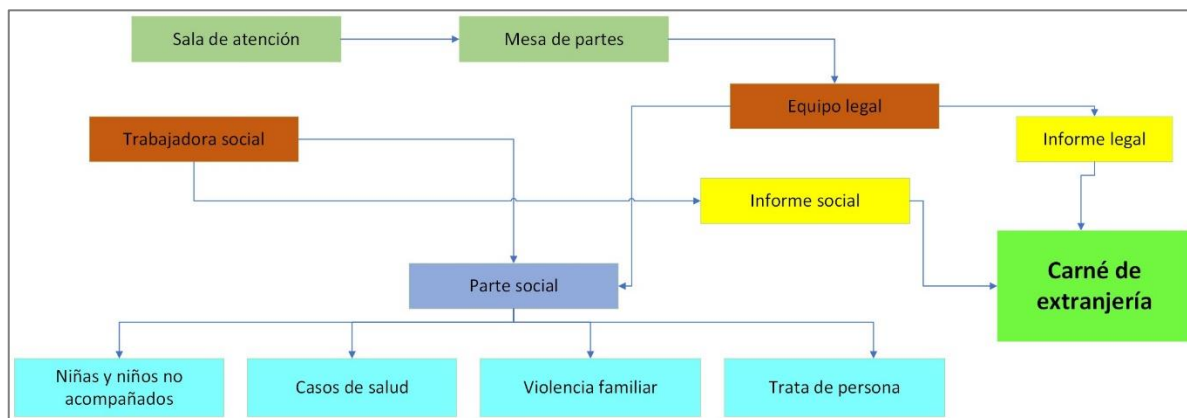 Sala de atención
Mesa de partes
Equipo legal
Trabajadora social
Informe legal
Informe social
Carné de
extranjería
Parte social
Niñas y niños no
acompañados
Casos de salud
Violencia familiar
Trata de persona